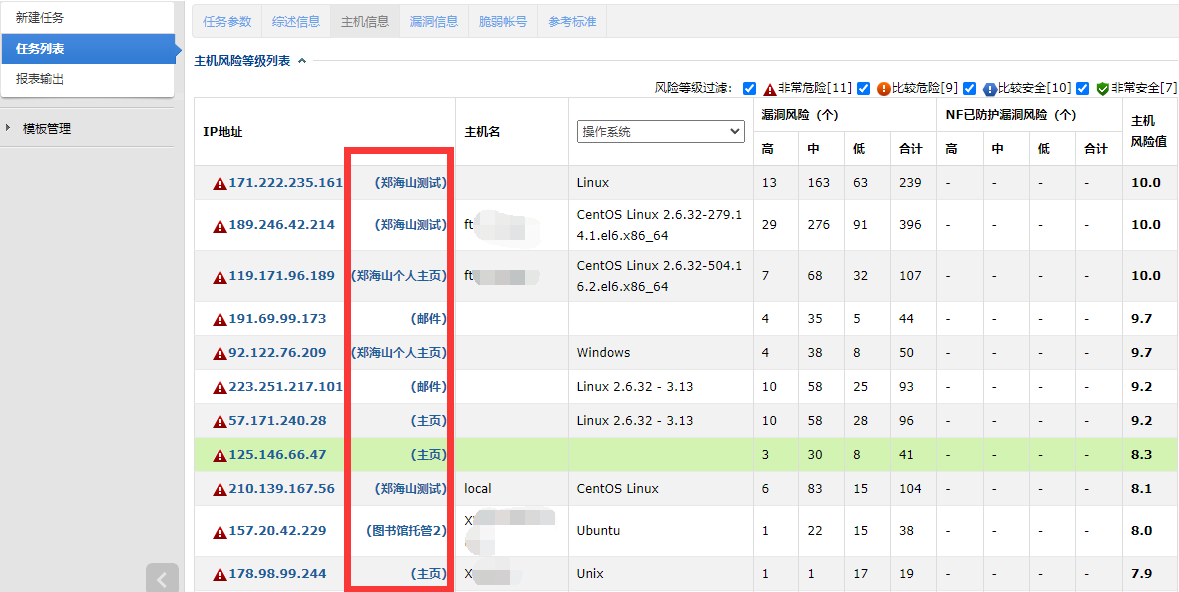 新建任务
任务列表
报表输出
模板管理
任务参数 综述信息 主机信息 漏洞信息 脆弱帐号 参考标准
主机风险等级列表
风险等级过滤: 非常危险[11] 比较危险[9] 比较安全[10] 非常安全[7]
IP地址 主机名 操作系统 漏洞风险（个） NF已防护漏洞风险（个） 主机
风险值
高 中 低 合计 高 中 低 合计
171.222.235.161 (郑海山测试) Linux 13 163 63 239 - - - - 10.0
189.246.42.214 (郑海山测试) ft CentOS Linux 2.6.32-279.1
4.1.el6.x86_64 29 276 91 396 - - - - 10.0
119.171.96.189 (郑海山个人主页) ft CentOS Linux 2.6.32-504.1
6.2.el6.x86_64 7 68 32 107 - - - - 10.0
191.69.99.173 (邮件) 4 35 5 44 - - - - 9.7
92.122.76.209 (郑海山个人主页) Windows 4 38 8 50 - - - - 9.7
223.251.217.101 (邮件) Linux 2.6.32 - 3.13 10 58 25 93 - - - - 9.2
57.171.240.28 (主页) Linux 2.6.32 - 3.13 10 58 28 96 - - - - 9.2
125.146.66.47 (主页) 3 30 8 41 - - - - 8.3
210.139.167.56 (郑海山测试) local CentOS Linux 6 83 15 104 - - - - 8.1
157.20.42.229 (图书馆托管2) X Ubuntu 1 22 15 38 - - - - 8.0
178.98.99.244 (主页) X Unix 1 1 17 19 - - - - 7.9